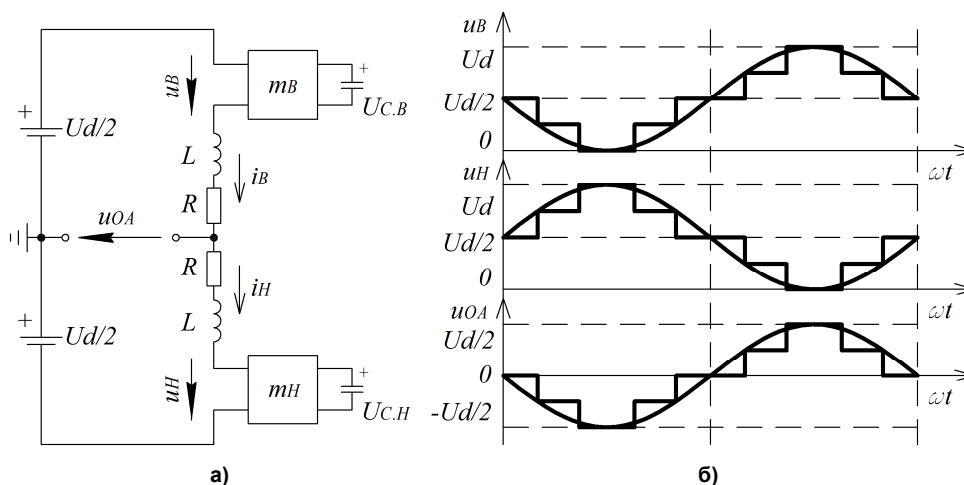 uB
mB
+
UC.B
+
Ud/2
L
R
iB
uOA
R
iH
L
+
Ud/2
uH
mH
+
UC.H
а)
uB
Ud
Ud/2
0
ωt
uH
Ud
Ud/2
0
ωt
uOA
Ud/2
0
-Ud/2
ωt
б)